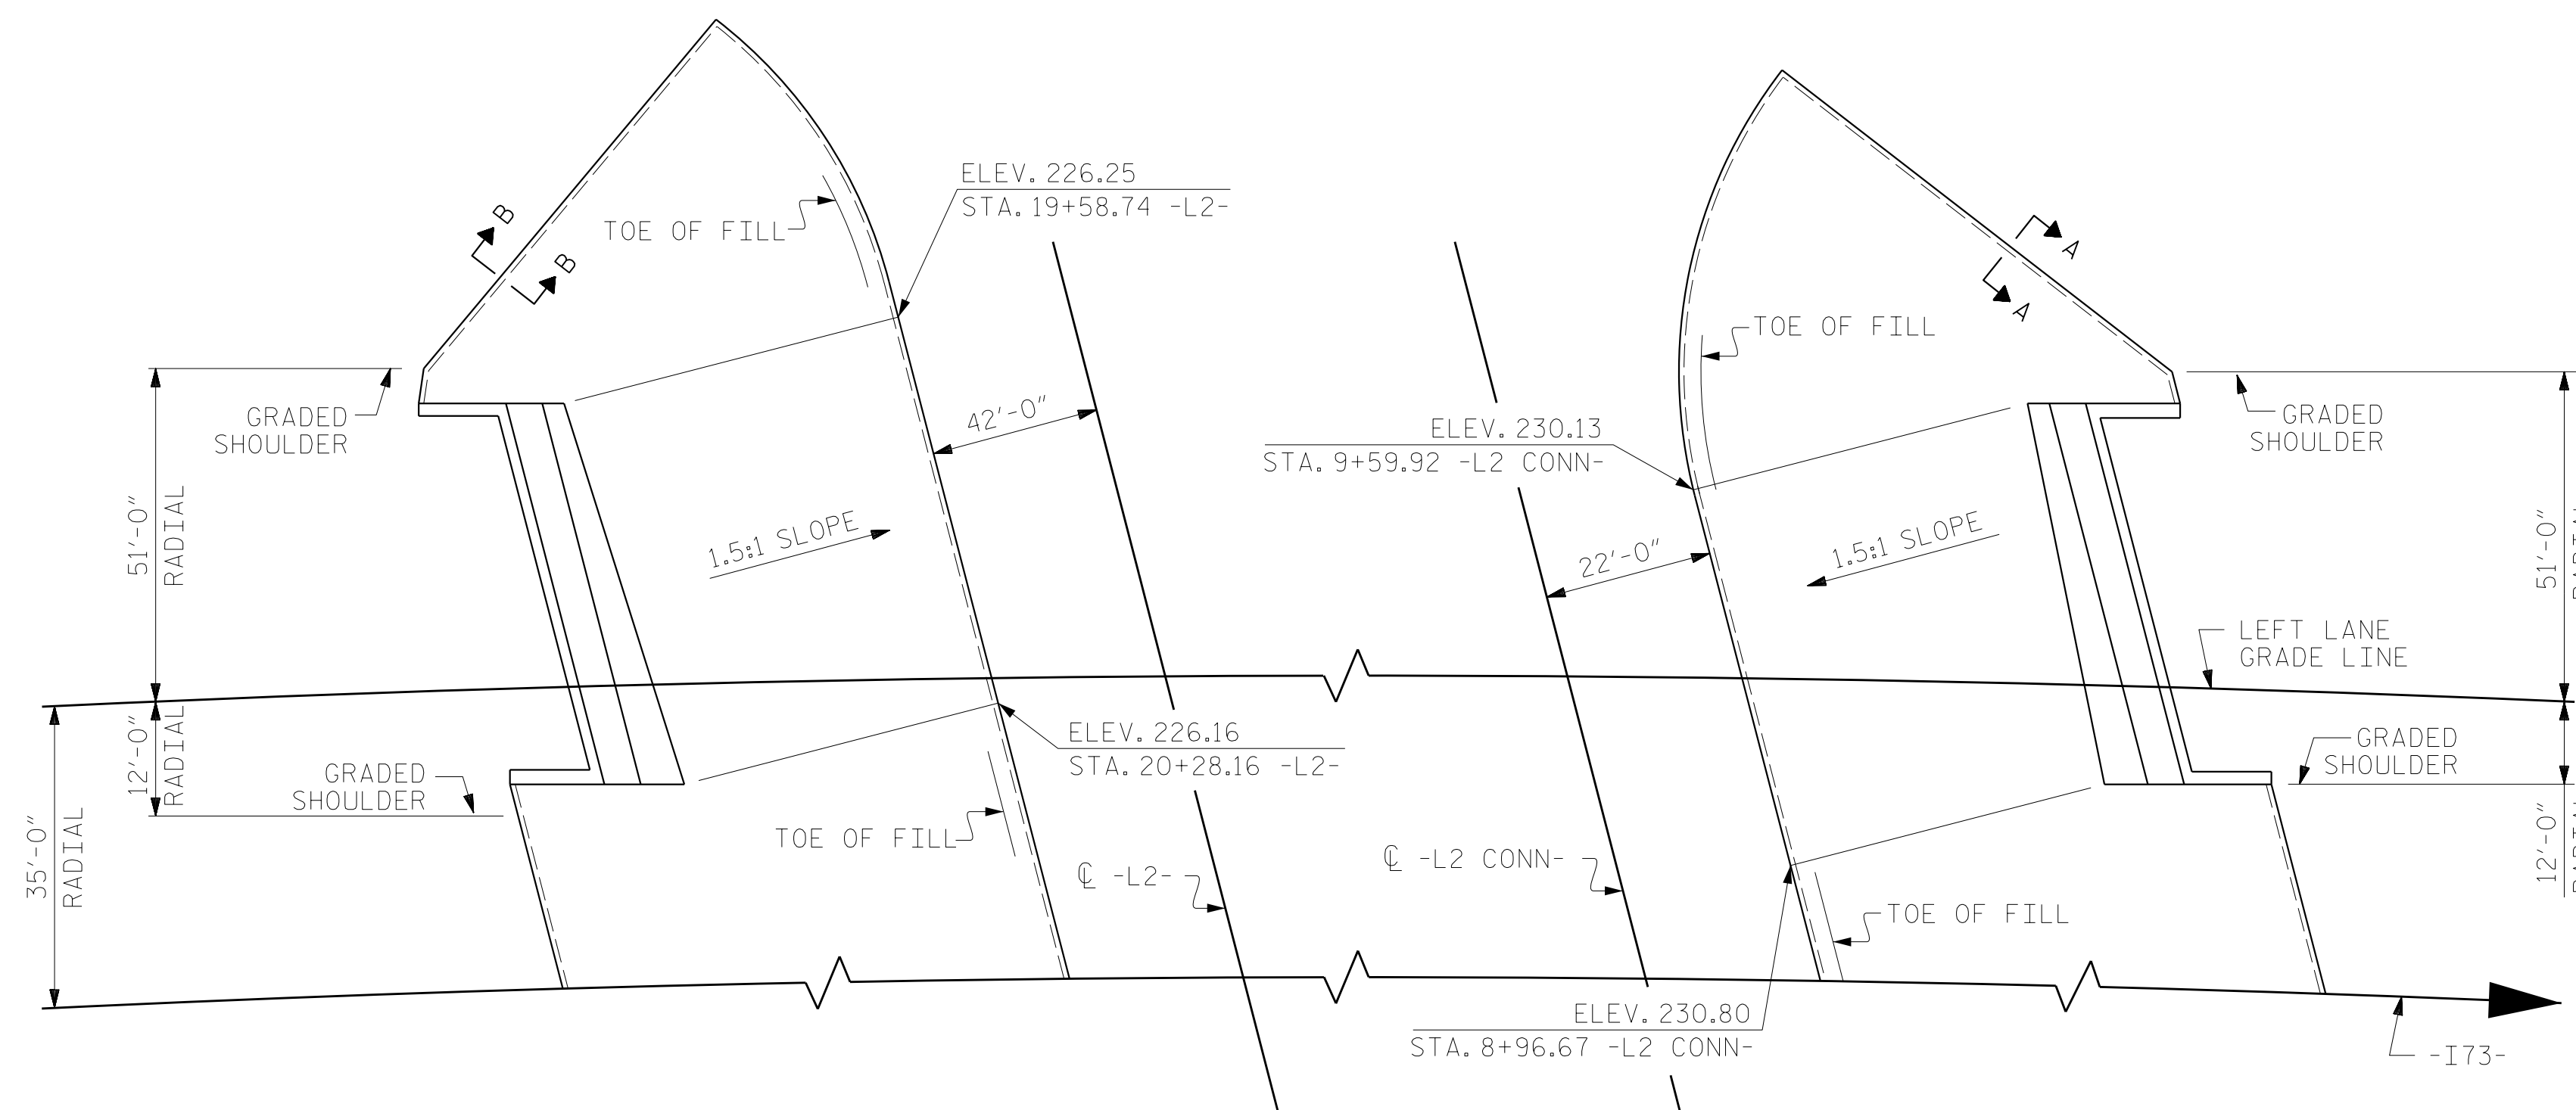 ELEV. 226.25
STA. 19+58.74 -L2-
TOE OF FILL
B
B
A
A
TOE OF FILL
GRADED
SHOULDER
42'-0"
ELEV. 230.13
STA. 9+59.92 -L2 CONN-
GRADED
SHOULDER
51'-0"
RADIAL
1.5:1 SLOPE
22'-0"
1.5:1 SLOPE
51'-0"
LEFT LANE
GRADE LINE
12'-0"
RADIAL
GRADED
SHOULDER
ELEV. 226.16
STA. 20+28.16 -L2-
GRADED
SHOULDER
35'-0"
RADIAL
TOE OF FILL
℄ -L2-
℄ -L2 CONN-
12'-0"
TOE OF FILL
ELEV. 230.80
STA. 8+96.67 -L2 CONN-
-I73-